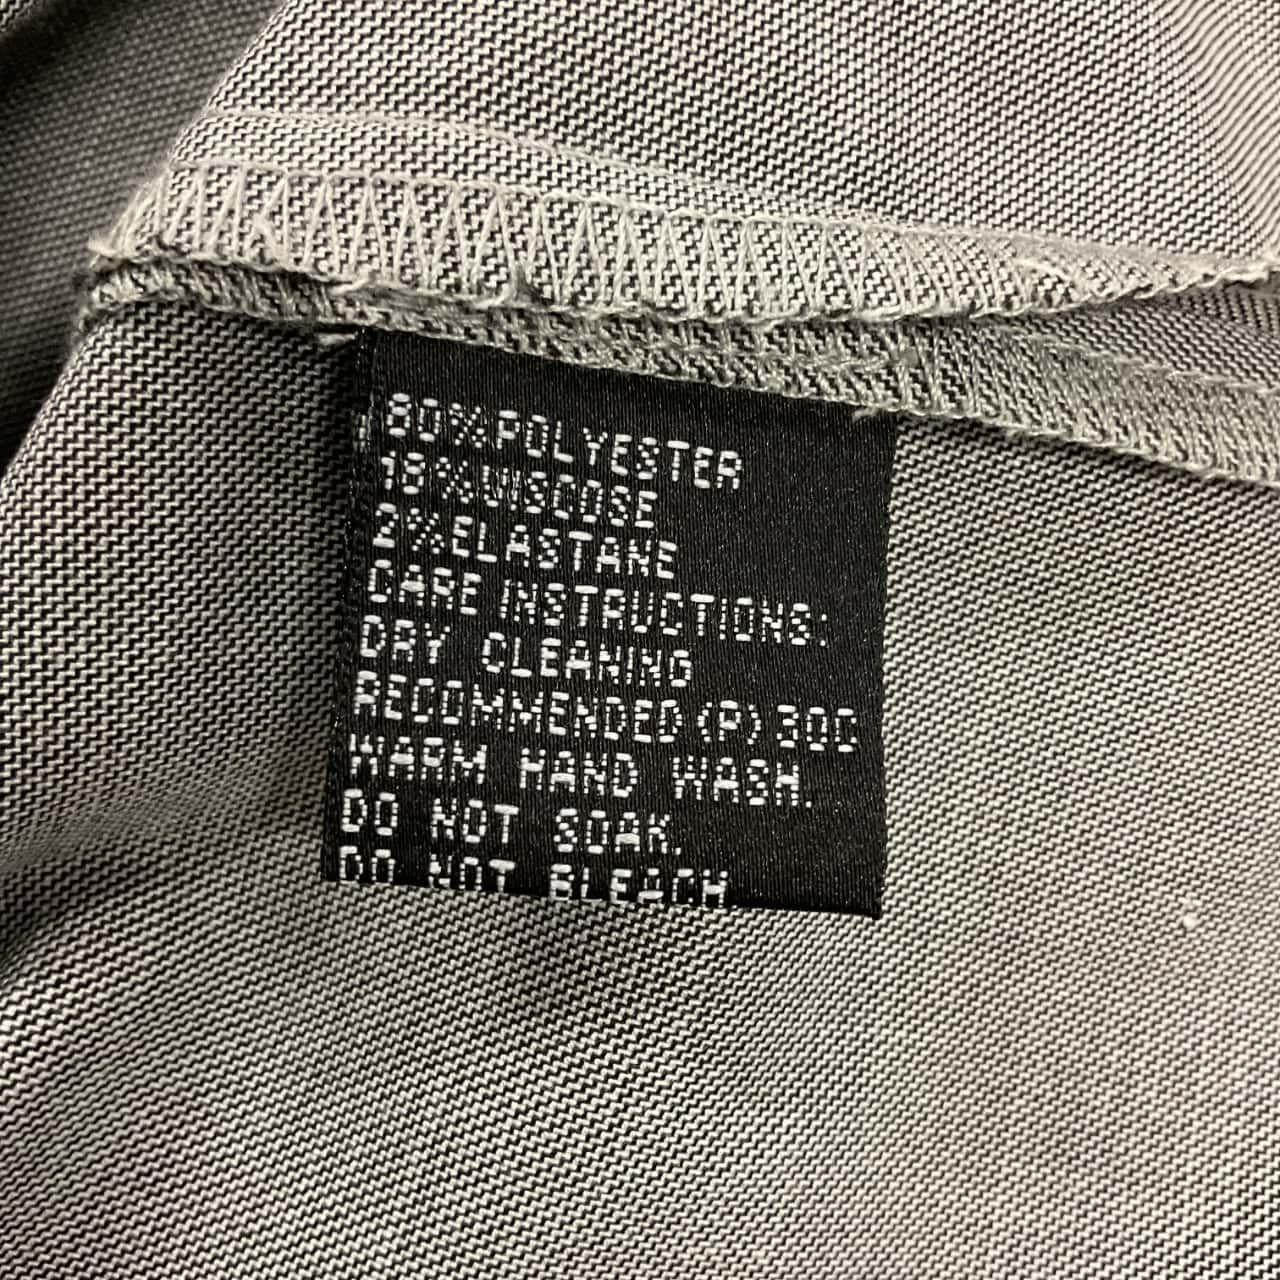 80%POLYESTER
18%VISCOSE
2%ELASTANE
CARE INSTRUCTIONS:
DRY CLEANING
RECOMMENDED (P) 30C
WARM HAND WASH.
DO NOT SOAK.
DO NOT BLEACH